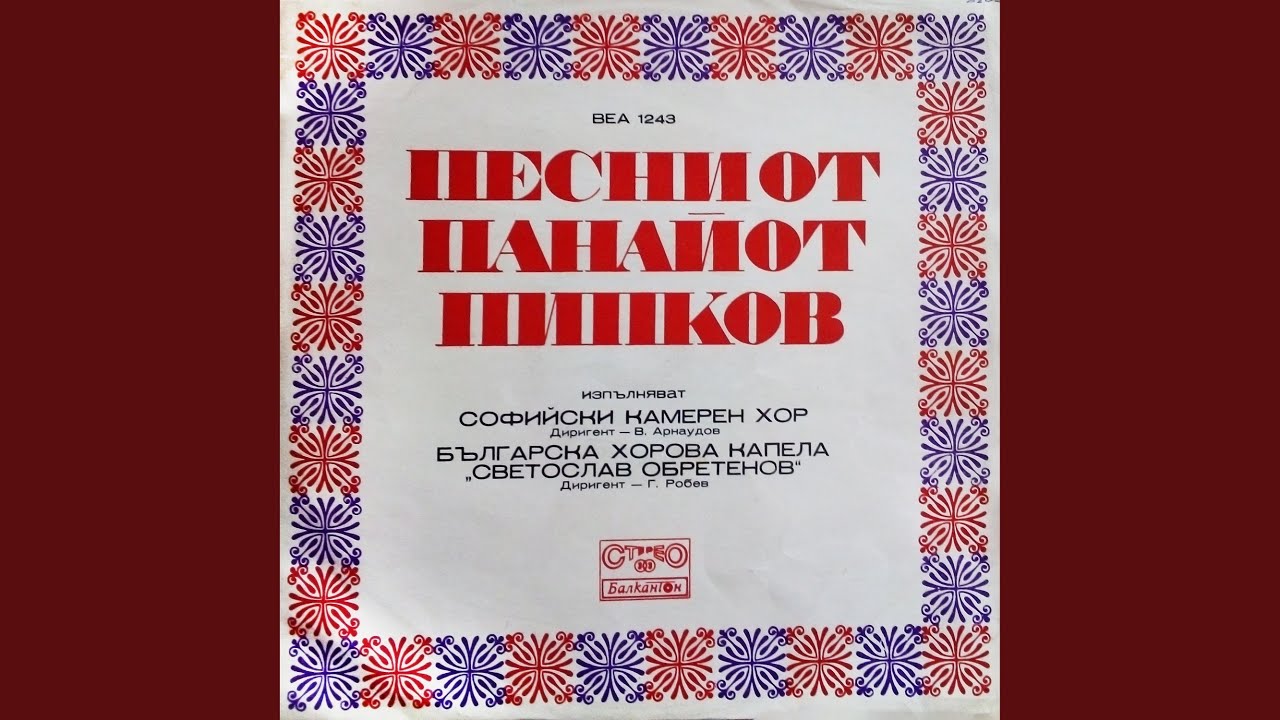 ВЕА 1243
ПЕСНИ ОТ
ПАНАЙОТ
ПИПКОВ
ИЗПЪЛНЯВАТ
СОФИЙСКИ КАМЕРЕН ХОР
Диригент – В. Арнаудов
БЪЛГАРСКА ХОРОВА КАПЕЛА
„СВЕТОСЛАВ ОБРЕТЕНОВ“
Диригент – Г. Робев
СТЕРЕО
Балкантон